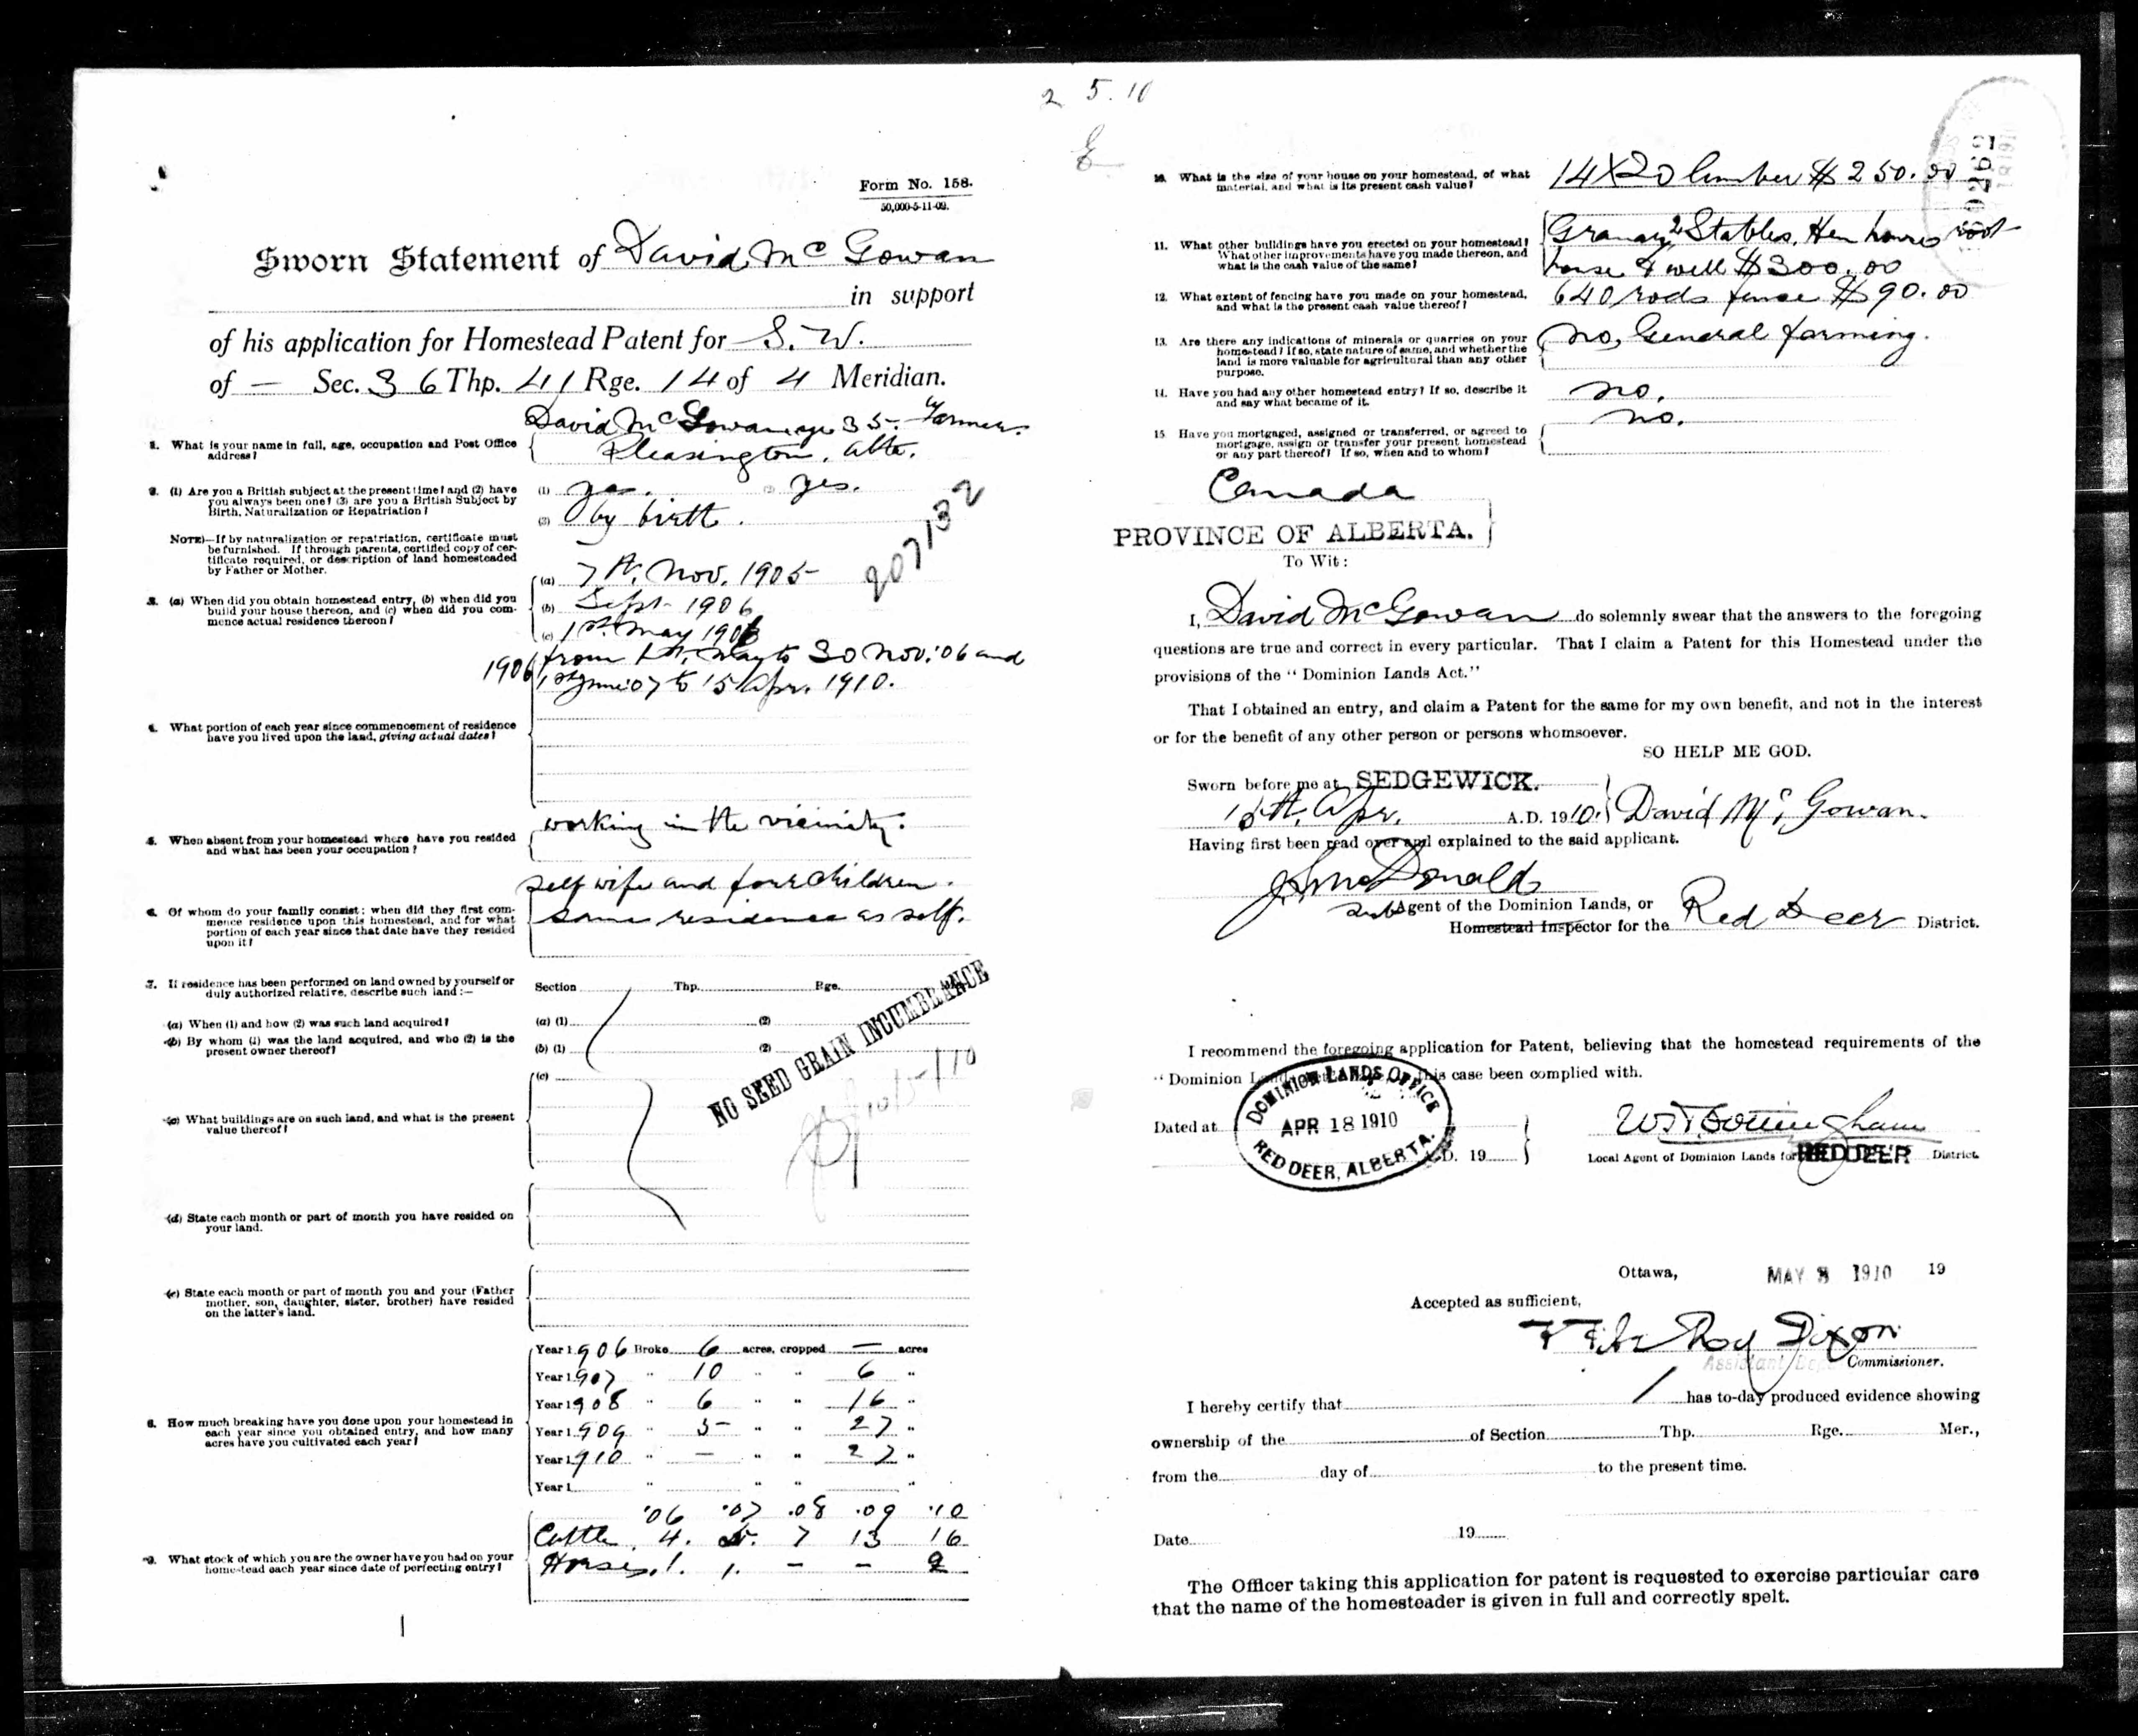 2 5.10
Form No. 158.
50,000-5-11-09.
Sworn Statement of David McGowan
in support
of his application for Homestead Patent for S. W.
of — Sec. 36 Thp. 41 Rge. 14 of 4 Meridian.
1. What is your name in full, age, occupation and Post Office
address?
David McGowan age 35 Farmer.
Pleasington, Alta.
2. (1) Are you a British subject at the present time? and (2) have
you always been one? (3) are you a British Subject by
Birth, Naturalization or Repatriation?
(1) yes. (2) yes.
(3) by birth.
NOTE)—If by naturalization or repatriation, certificate must
be furnished. If through parents, certified copy of cer-
tificate required, or description of land homesteaded
by Father or Mother.
207132
3. (a) When did you obtain homestead entry, (b) when did you
build your house thereon, and (c) when did you com-
mence actual residence thereon?
(a) 7th. Nov. 1905
(b) Sept. 1906
(c) 1st. May 1906
4. What portion of each year since commencement of residence
have you lived upon the land, giving actual dates?
1906 from 1st. May to 30 Nov. '06 and
1st June '07 to 15 Apr. 1910.
5. When absent from your homestead where have you resided
and what has been your occupation?
working in the vicinity.
6. Of whom do your family consist: when did they first com-
mence residence upon this homestead, and for what
portion of each year since that date have they resided
upon it?
self wife and four children.
same residence as self.
7. If residence has been performed on land owned by yourself or
duly authorized relative, describe such land:—
Section Thp. Rge.
(a) When (1) and how (2) was such land acquired?
(a) (1) (2)
(b) By whom (1) was the land acquired, and who (2) is the
present owner thereof?
(b) (1) (2)
NO SEED GRAIN INCUMBRANCE
(c) What buildings are on such land, and what is the present
value thereof?
(c)
(d) State each month or part of month you have resided on
your land.
(e) State each month or part of month you and your (Father
mother, son, daughter, sister, brother) have resided
on the latter's land.
8. How much breaking have you done upon your homestead in
each year since you obtained entry, and how many
acres have you cultivated each year?
Year 1906 Broke 6 acres, cropped — acres
Year 1907 " 10 " " 6 "
Year 1908 " 6 " " 16 "
Year 1909 " 5 " " 27 "
Year 1910 " — " " 27 "
Year 1 " " " "
9. What stock of which you are the owner have you had on your
homestead each year since date of perfecting entry?
'06 '07 .08 .09 '10
Cattle. 4. 5. 7 13 16
Horses. 1. 1. — — 2
10. What is the size of your house on your homestead, of what
material, and what is its present cash value?
14X20 lumber $250.00
11. What other buildings have you erected on your homestead?
What other improvements have you made thereon, and
what is the cash value of the same?
Granary 2 Stables, Hen house root
house & well $300.00
12. What extent of fencing have you made on your homestead,
and what is the present cash value thereof?
640 rods fence $90.00
13. Are there any indications of minerals or quarries on your
homestead? If so, state nature of same, and whether the
land is more valuable for agricultural than any other
purpose.
no, General farming.
14. Have you had any other homestead entry? If so, describe it
and say what became of it.
no.
15 Have you mortgaged, assigned or transferred, or agreed to
mortgage, assign or transfer your present homestead
or any part thereof? If so, when and to whom?
no.
Canada
PROVINCE OF ALBERTA.
To Wit:
I, David McGowan do solemnly swear that the answers to the foregoing
questions are true and correct in every particular. That I claim a Patent for this Homestead under the
provisions of the "Dominion Lands Act."
That I obtained an entry, and claim a Patent for the same for my own benefit, and not in the interest
or for the benefit of any other person or persons whomsoever.
SO HELP ME GOD.
Sworn before me at SEDGEWICK.
15th. Apr. A.D. 1910. David Mc Gowan.
Having first been read over and explained to the said applicant.
McDonald
Sub Agent of the Dominion Lands, or
Homestead Inspector for the Red Deer District.
I recommend the foregoing application for Patent, believing that the homestead requirements of the
"Dominion this case been complied with.
DOMINION LANDS OFFICE
APR 18 1910
RED DEER, ALBERTA.
Dated at A.D. 19
Local Agent of Dominion Lands for RED DEER District.
Ottawa, MAY 3 1910 19
Accepted as sufficient,
Fitz Roy Dixon
Assistant Commissioner.
I hereby certify that has to-day produced evidence showing
ownership of the of Section Thp. Rge. Mer.,
from the day of to the present time.
Date 19
The Officer taking this application for patent is requested to exercise particular care
that the name of the homesteader is given in full and correctly spelt.